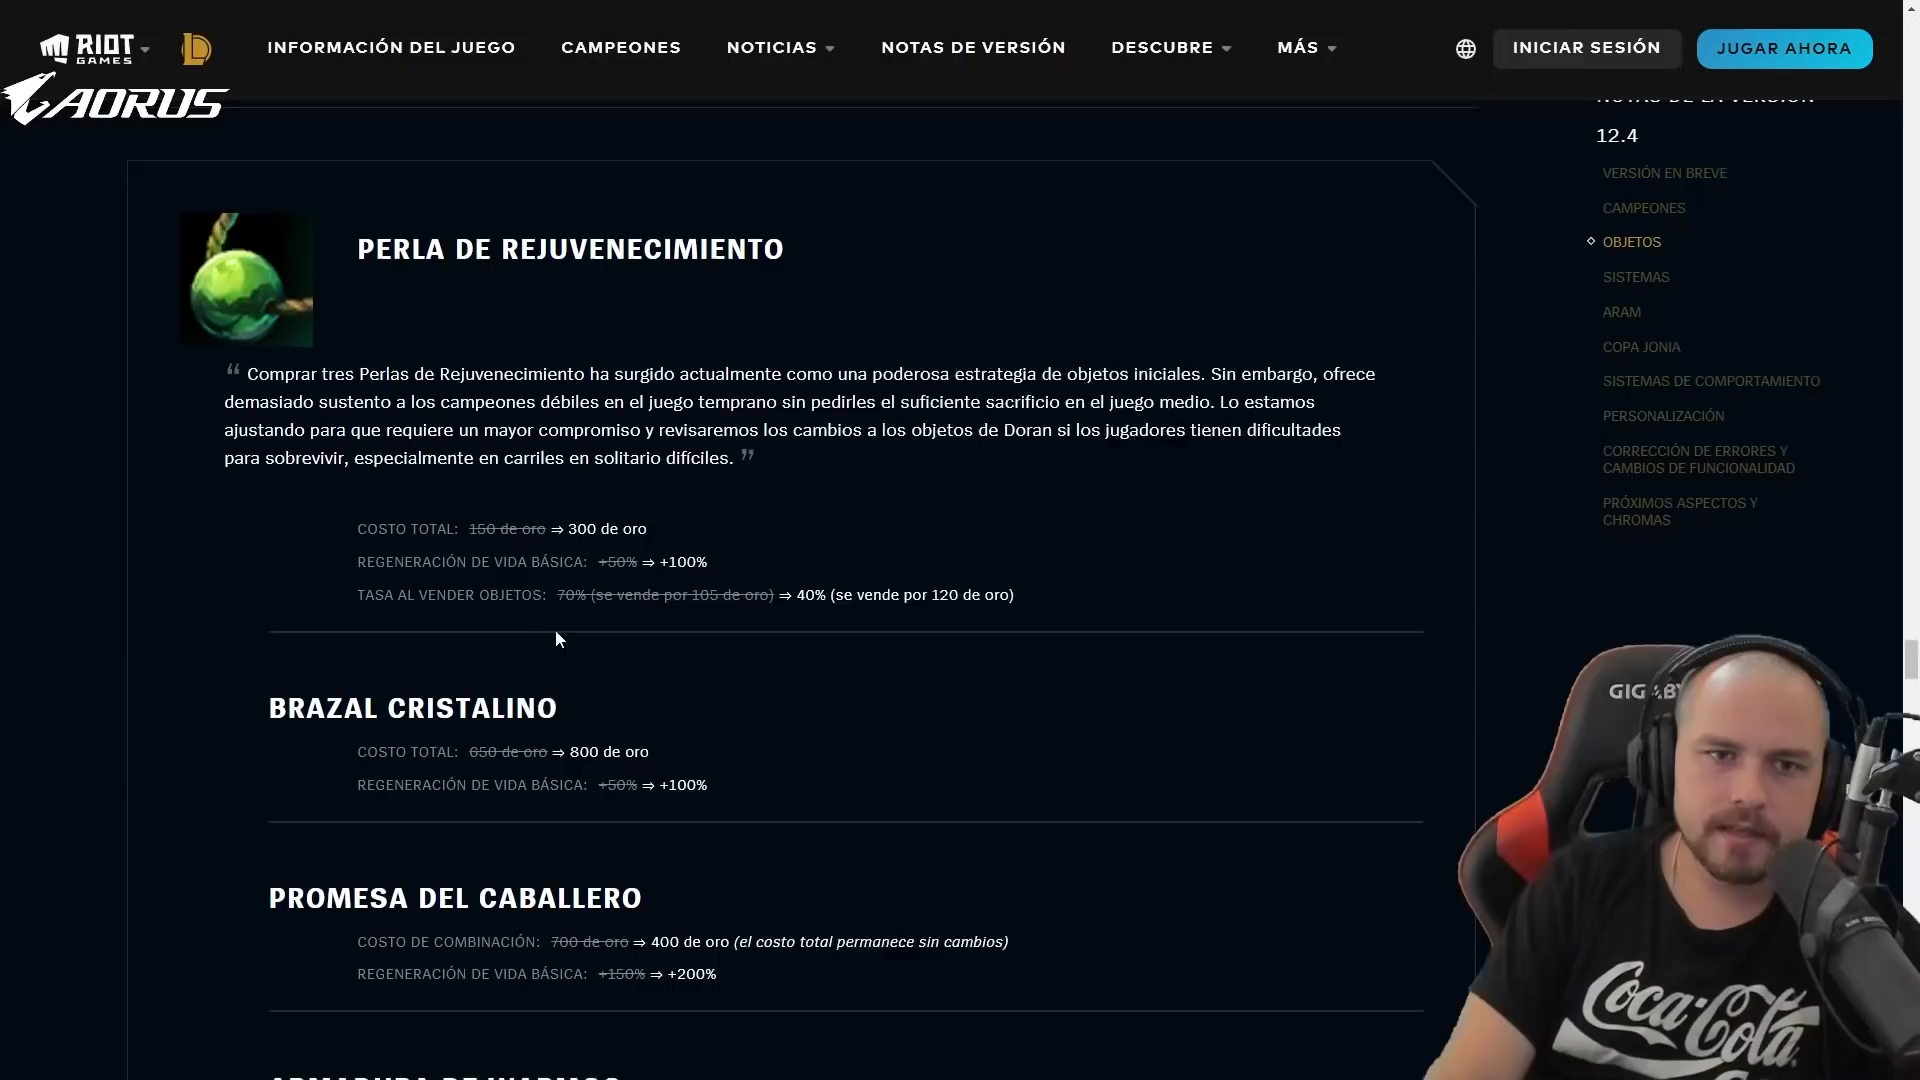 RIOT
GAMES
INFORMACIÓN DEL JUEGO
CAMPEONES
NOTICIAS
NOTAS DE VERSIÓN
DESCUBRE
MÁS
INICIAR SESIÓN
JUGAR AHORA
AORUS
NOTAS DE LA VERSIÓN
12.4
VERSIÓN EN BREVE
CAMPEONES
OBJETOS
SISTEMAS
ARAM
COPA JONIA
SISTEMAS DE COMPORTAMIENTO
PERSONALIZACIÓN
CORRECCIÓN DE ERRORES Y
CAMBIOS DE FUNCIONALIDAD
PRÓXIMOS ASPECTOS Y
CHROMAS
PERLA DE REJUVENECIMIENTO
“ Comprar tres Perlas de Rejuvenecimiento ha surgido actualmente como una poderosa estrategia de objetos iniciales. Sin embargo, ofrece
demasiado sustento a los campeones débiles en el juego temprano sin pedirles el suficiente sacrificio en el juego medio. Lo estamos
ajustando para que requiere un mayor compromiso y revisaremos los cambios a los objetos de Doran si los jugadores tienen dificultades
para sobrevivir, especialmente en carriles en solitario difíciles. ”
COSTO TOTAL: 150 de oro ⇒ 300 de oro
REGENERACIÓN DE VIDA BÁSICA: +50% ⇒ +100%
TASA AL VENDER OBJETOS: 70% (se vende por 105 de oro) ⇒ 40% (se vende por 120 de oro)
BRAZAL CRISTALINO
COSTO TOTAL: 650 de oro ⇒ 800 de oro
REGENERACIÓN DE VIDA BÁSICA: +50% ⇒ +100%
PROMESA DEL CABALLERO
COSTO DE COMBINACIÓN: 700 de oro ⇒ 400 de oro (el costo total permanece sin cambios)
REGENERACIÓN DE VIDA BÁSICA: +150% ⇒ +200%
ARMADURA DE WARMOG
Coca-Cola